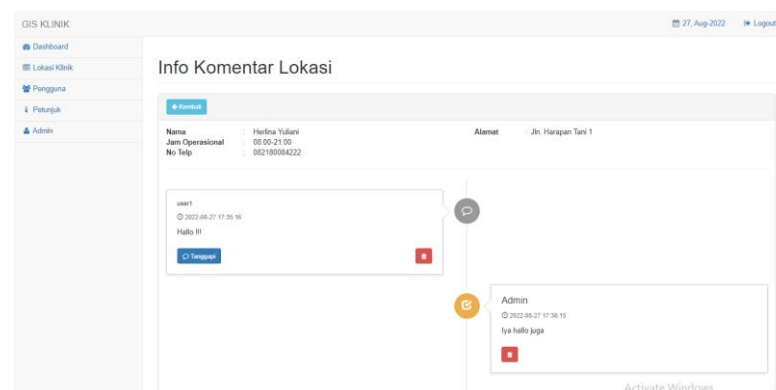 GIS KLINIK
27, Aug-2022
Logout
Dashboard
Lokasi Klinik
Pengguna
Petunjuk
Admin
Info Komentar Lokasi
Kembali
Nama : Herlina Yuliani
Alamat : Jln. Harapan Tani 1
Jam Operasional : 08:00-21:00
No Telp : 082180084222
user1
2022-08-27 17:35:16
Hallo !!!
Tanggapi
Admin
2022-08-27 17:36:15
Iya hallo juga
Activate Windows